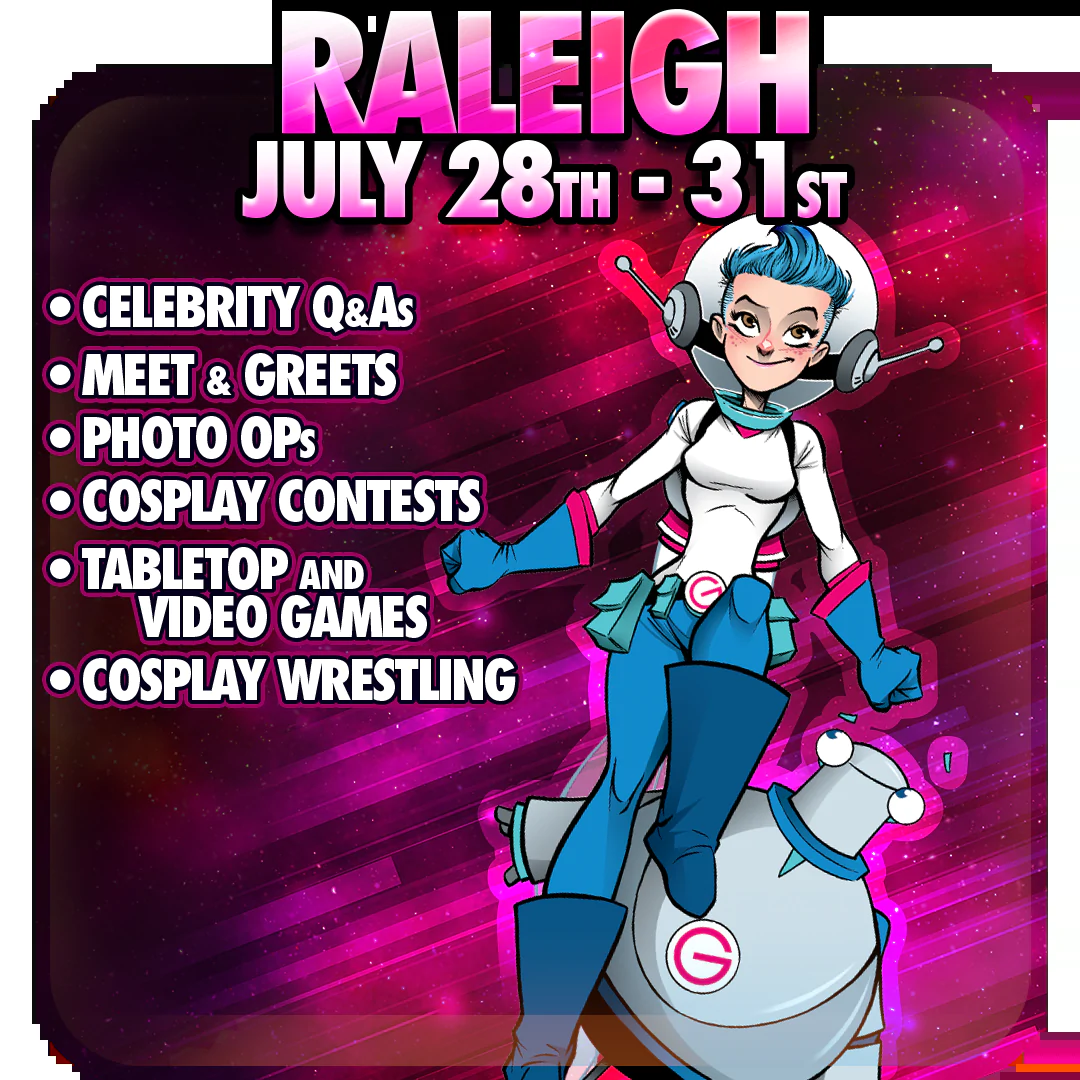 RALEIGH
JULY 28TH - 31ST
• CELEBRITY Q&As
• MEET & GREETS
• PHOTO OPs
• COSPLAY CONTESTS
• TABLETOP AND
VIDEO GAMES
• COSPLAY WRESTLING
G
G